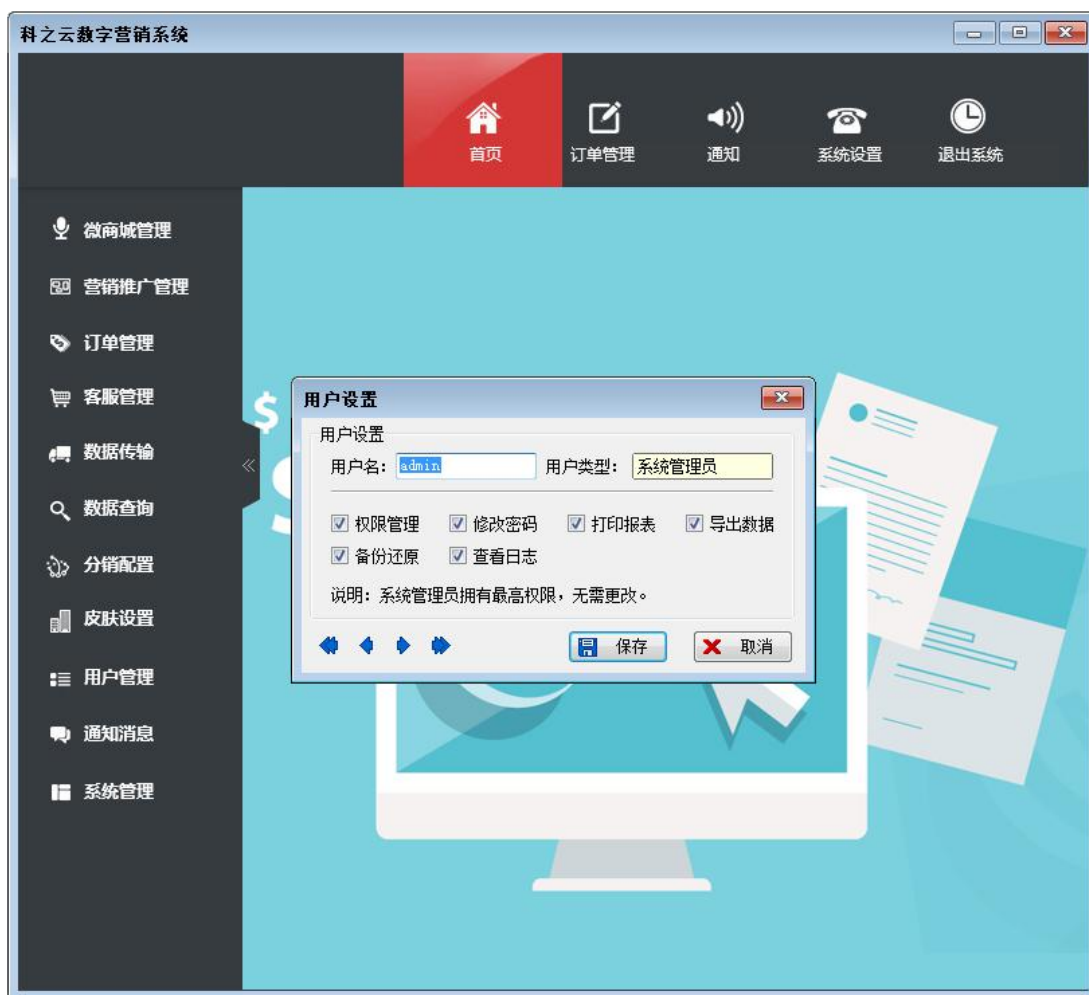 科之云数字营销系统
首页
订单管理
通知
系统设置
退出系统
微商城管理
营销推广管理
订单管理
客服管理
数据传输
数据查询
分销配置
皮肤设置
用户管理
通知消息
系统管理
$
用户设置
用户设置
用户名: admin 用户类型: 系统管理员
权限管理 修改密码 打印报表 导出数据
备份还原 查看日志
说明: 系统管理员拥有最高权限，无需更改。
保存 取消